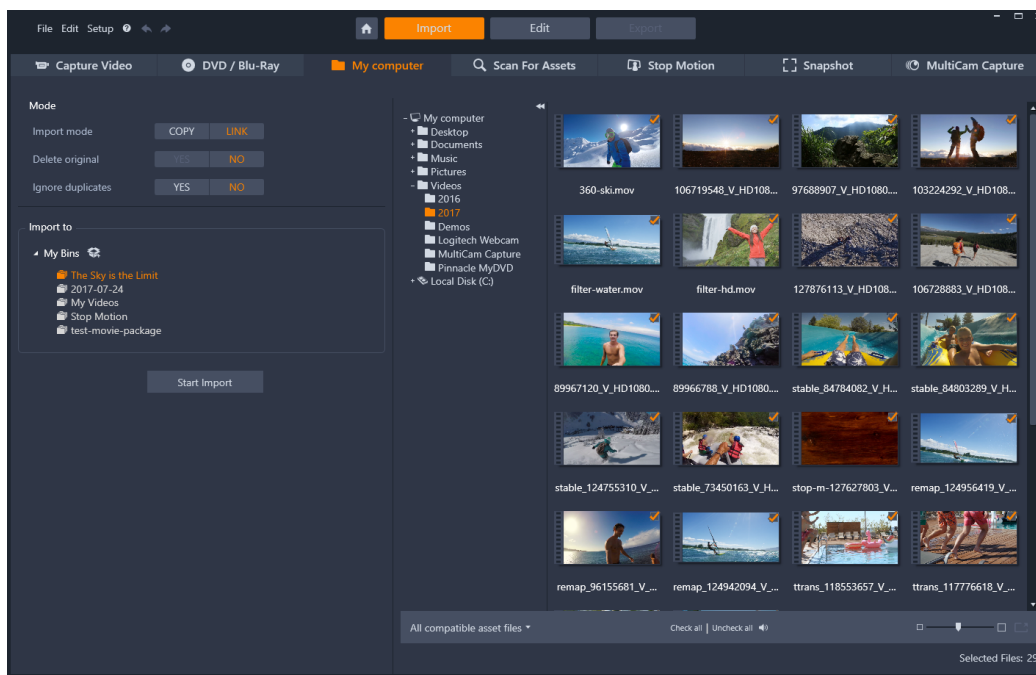 File Edit Setup ?
Import Edit Export
Capture Video DVD / Blu-Ray My computer Scan For Assets Stop Motion Snapshot MultiCam Capture
Mode
Import mode COPY LINK
Delete original YES NO
Ignore duplicates YES NO
Import to
My Bins
The Sky is the Limit
2017-07-24
My Videos
Stop Motion
test-movie-package
Start Import
My computer
Desktop
Documents
Music
Pictures
Videos
2016
2017
Demos
Logitech Webcam
MultiCam Capture
Pinnacle MyDVD
Local Disk (C:)
360-ski.mov 106719548_V_HD108... 97688907_V_HD1080.... 103224292_V_HD108...
filter-water.mov filter-hd.mov 127876113_V_HD108... 106728883_V_HD108...
89967120_V_HD1080.... 89966788_V_HD1080.... stable_84784082_V_H... stable_84803289_V_H...
stable_124755310_V_... stable_73450163_V_H... stop-m-127627803_V... remap_124956419_V_...
remap_96155681_V_... remap_124942094_V_... ttrans_118553657_V_... ttrans_117776618_V_...
All compatible asset files Check all | Uncheck all
Selected Files: 29